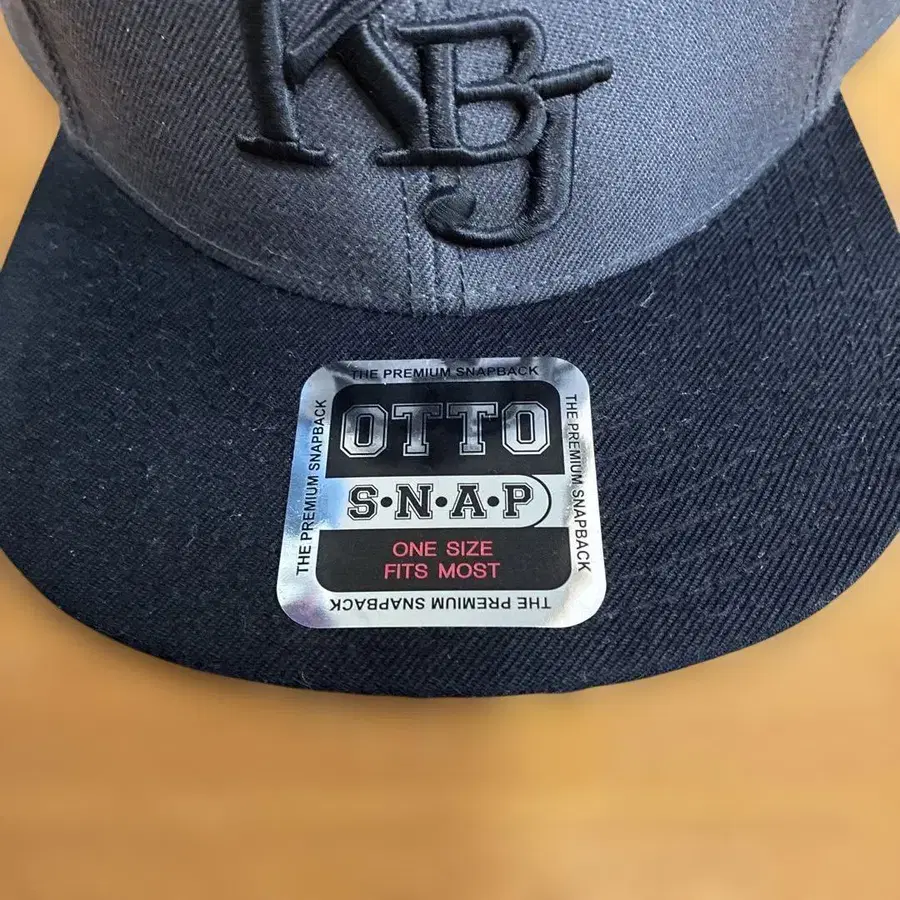 KBJ
THE PREMIUM SNAPBACK
OTTO
S•N•A•P
ONE SIZE
FITS MOST
THE PREMIUM SNAPBACK
THE PREMIUM SNAPBACK
THE PREMIUM SNAPBACK